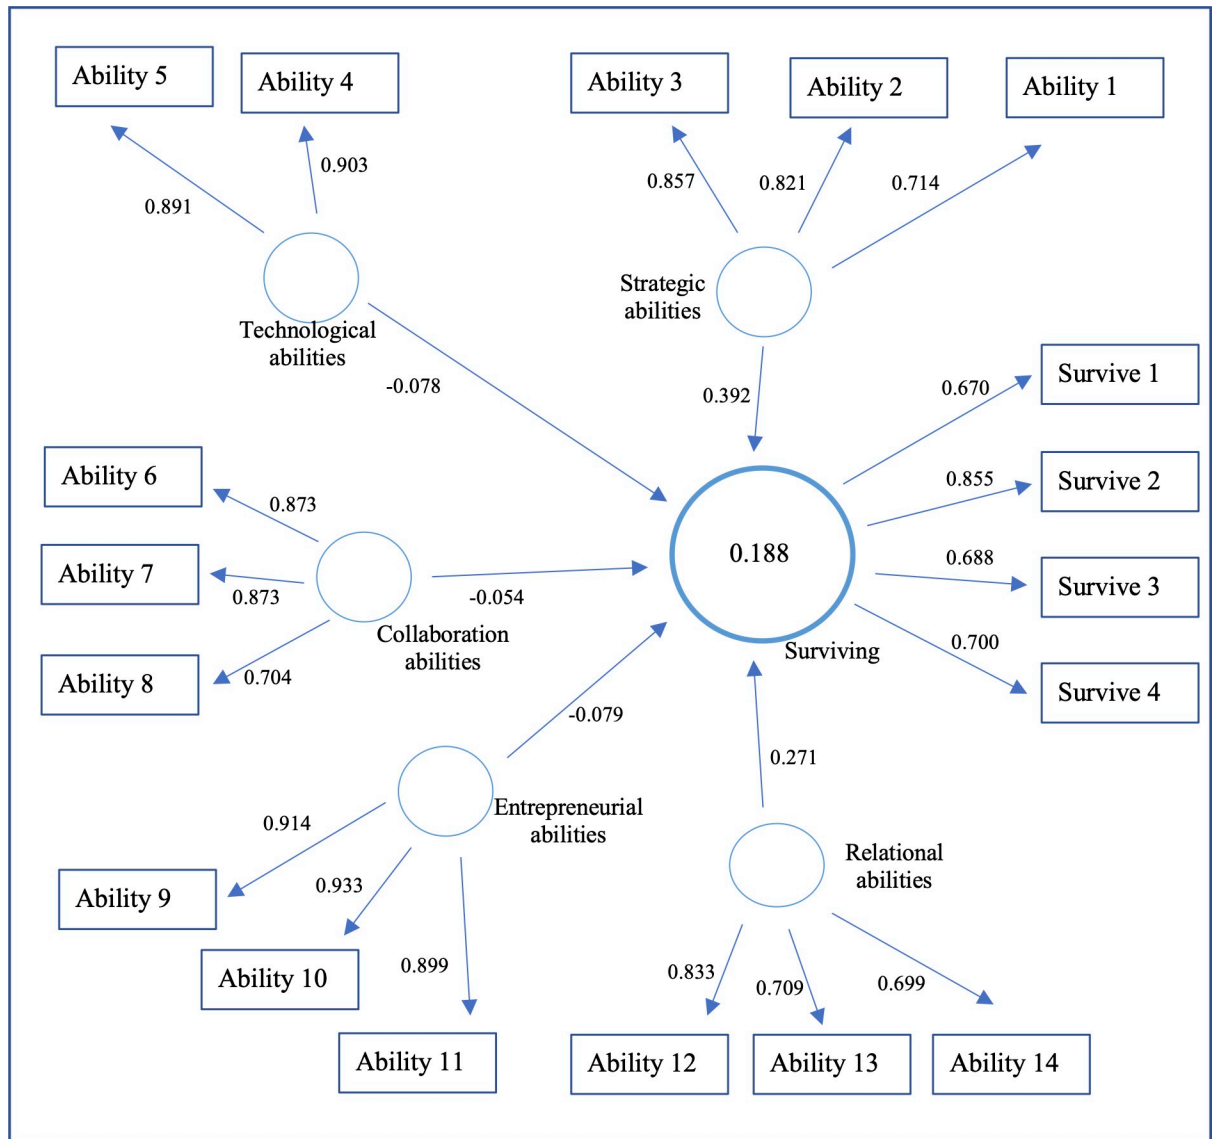 Ability 5
Ability 4
Ability 3
Ability 2
Ability 1
0.891
0.903
0.857
0.821
0.714
Technological
abilities
Strategic
abilities
-0.078
0.392
Survive 1
0.670
Survive 2
0.855
Survive 3
0.688
Survive 4
0.700
0.188
Surviving
Ability 6
0.873
Ability 7
0.873
Ability 8
0.704
Collaboration
abilities
-0.054
-0.079
0.271
Entrepreneurial
abilities
Relational
abilities
0.914
0.933
0.899
Ability 9
Ability 10
Ability 11
0.833
0.709
0.699
Ability 12
Ability 13
Ability 14